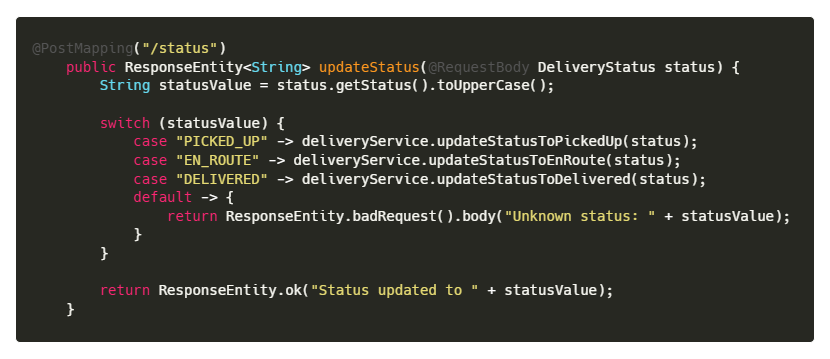 @PostMapping("/status")
public ResponseEntity<String> updateStatus(@RequestBody DeliveryStatus status) {
String statusValue = status.getStatus().toUpperCase();
switch (statusValue) {
case "PICKED_UP" -> deliveryService.updateStatusToPickedUp(status);
case "EN_ROUTE" -> deliveryService.updateStatusToEnRoute(status);
case "DELIVERED" -> deliveryService.updateStatusToDelivered(status);
default -> {
return ResponseEntity.badRequest().body("Unknown status: " + statusValue);
}
}
return ResponseEntity.ok("Status updated to " + statusValue);
}